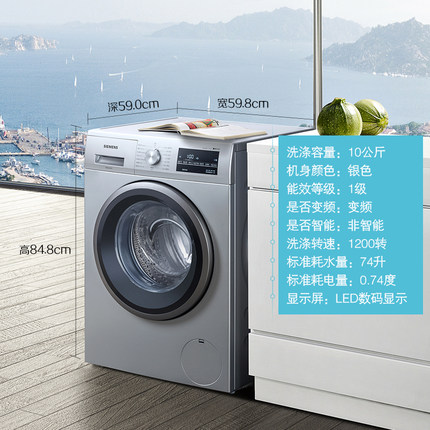 深59.0cm
宽59.8cm
SIEMENS
高84.8cm
洗涤容量：10公斤
机身颜色：银色
能效等级：1级
是否变频：变频
是否智能：非智能
洗涤转速：1200转
标准耗水量：74升
标准耗电量：0.74度
显示屏：LED数码显示